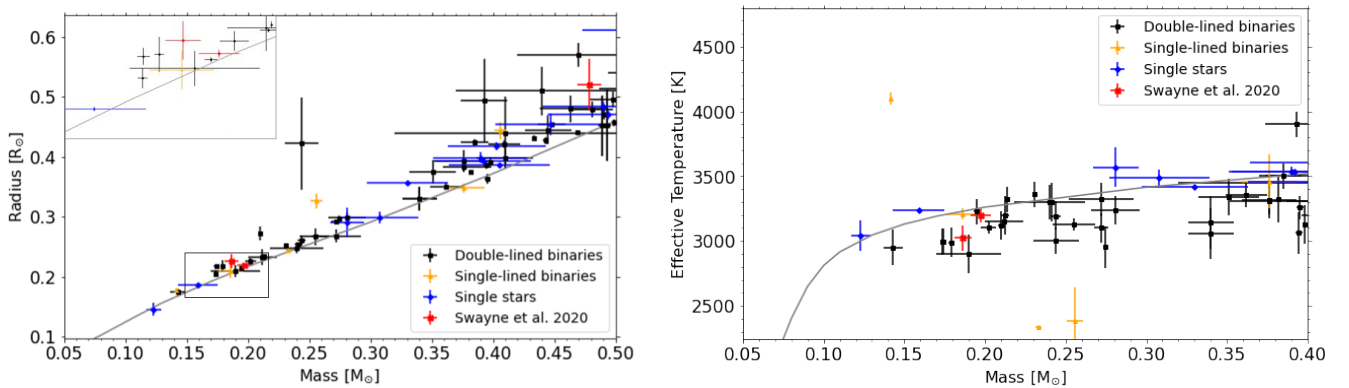 0.6
0.5
0.4
0.3
0.2
0.1
Radius [R⊙]
0.05 0.10 0.15 0.20 0.25 0.30 0.35 0.40 0.45 0.50
Mass [M⊙]
Double-lined binaries
Single-lined binaries
Single stars
Swayne et al. 2020
4500
4000
3500
3000
2500
Effective Temperature [K]
0.05 0.10 0.15 0.20 0.25 0.30 0.35 0.40
Mass [M⊙]
Double-lined binaries
Single-lined binaries
Single stars
Swayne et al. 2020